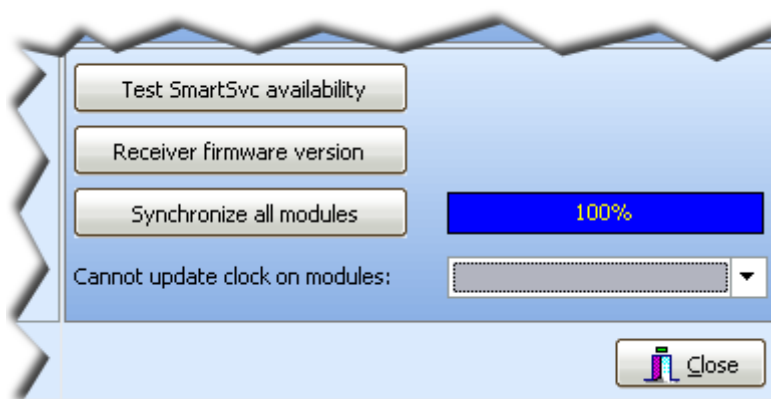 Test SmartSvc availability
Receiver firmware version
Synchronize all modules
100%
Cannot update clock on modules:
Close